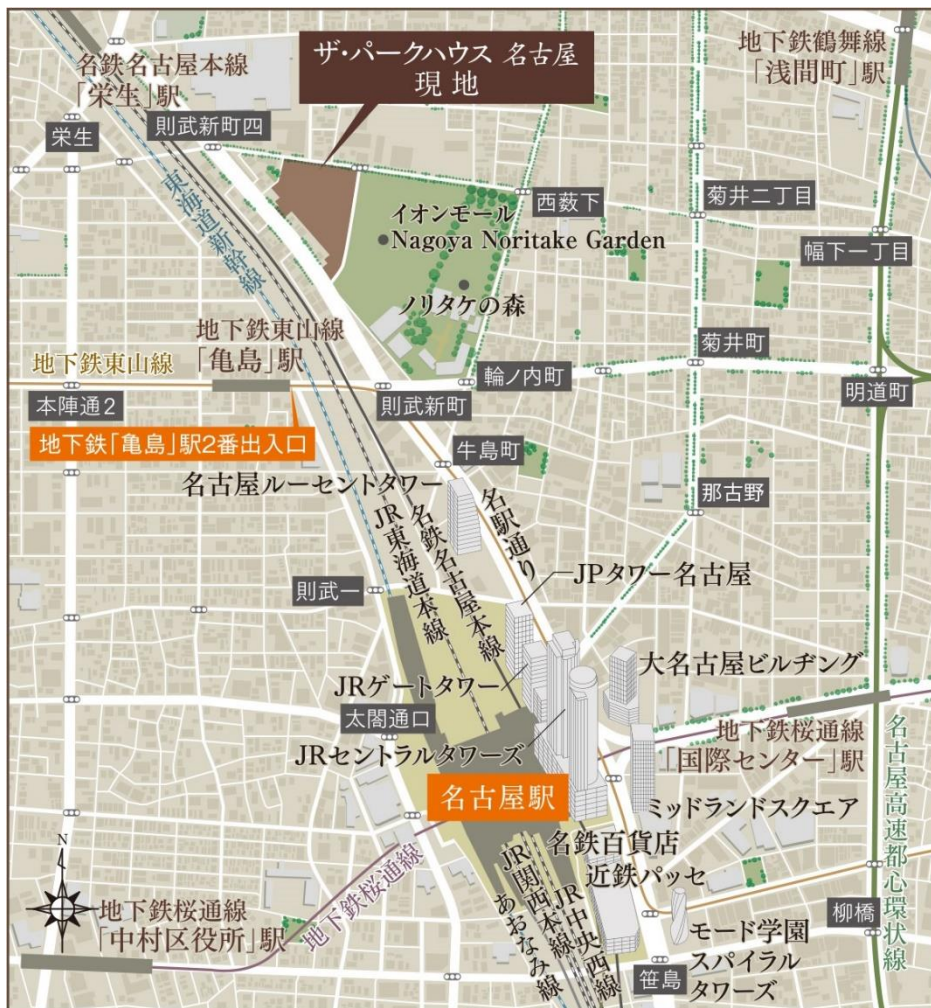 ザ・パークハウス 名古屋
現地
名鉄名古屋本線
「栄生」駅
地下鉄鶴舞線
「浅間町」駅
栄生
則武新町四
東海道新幹線
イオンモール
Nagoya Noritake Garden
西薮下
菊井二丁目
幅下一丁目
ノリタケの森
地下鉄東山線
「亀島」駅
地下鉄東山線
菊井町
輪ノ内町
本陣通2
則武新町
明道町
地下鉄「亀島」駅2番出入口
牛島町
名古屋ルーセントタワー
那古野
名駅通り
JR東海道本線
名鉄名古屋本線
JPタワー名古屋
則武一
大名古屋ビルヂング
JRゲートタワー
太閤通口
JRセントラルタワーズ
地下鉄桜通線
「国際センター」駅
名古屋駅
ミッドランドスクエア
名古屋高速都心環状線
名鉄百貨店
近鉄パッセ
地下鉄桜通線
JR関西本線
JR中央西線
あおなみ線
N
地下鉄桜通線
「中村区役所」駅
柳橋
モード学園
スパイラル
タワーズ
笹島